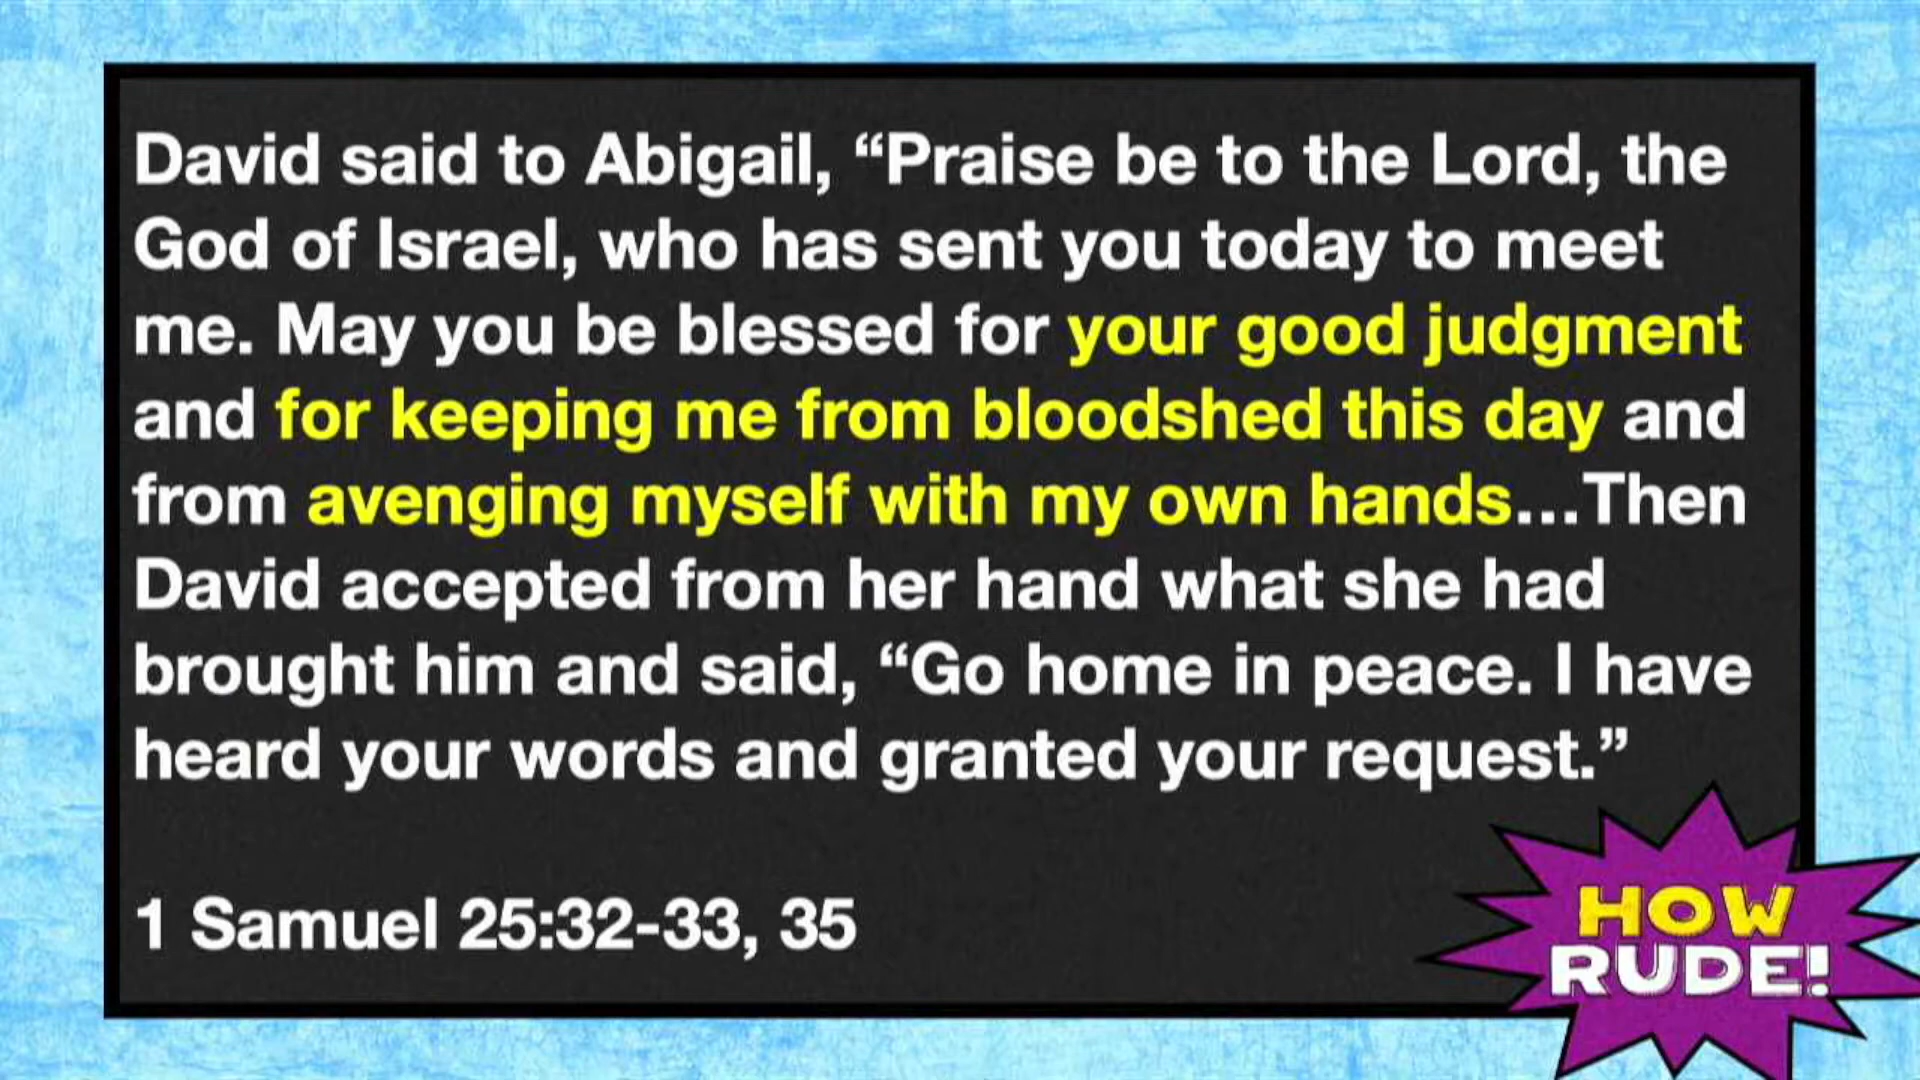 David said to Abigail, “Praise be to the Lord, the
God of Israel, who has sent you today to meet
me. May you be blessed for your good judgment
and for keeping me from bloodshed this day and
from avenging myself with my own hands...Then
David accepted from her hand what she had
brought him and said, “Go home in peace. I have
heard your words and granted your request.”
1 Samuel 25:32-33, 35
HOW
RUDE!